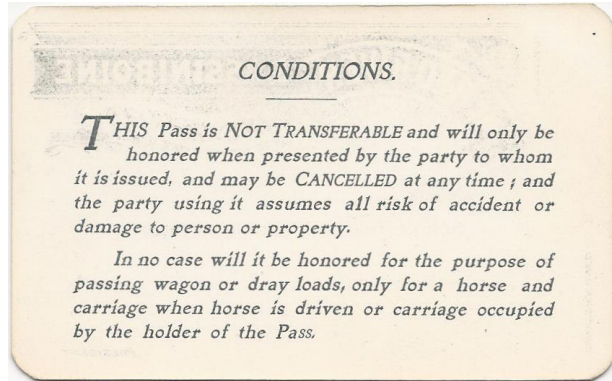 CONDITIONS.
THIS Pass is NOT TRANSFERABLE and will only be
honored when presented by the party to whom
it is issued, and may be CANCELLED at any time ; and
the party using it assumes all risk of accident or
damage to person or property.
In no case will it be honored for the purpose of
passing wagon or dray loads, only for a horse and
carriage when horse is driven or carriage occupied
by the holder of the Pass.